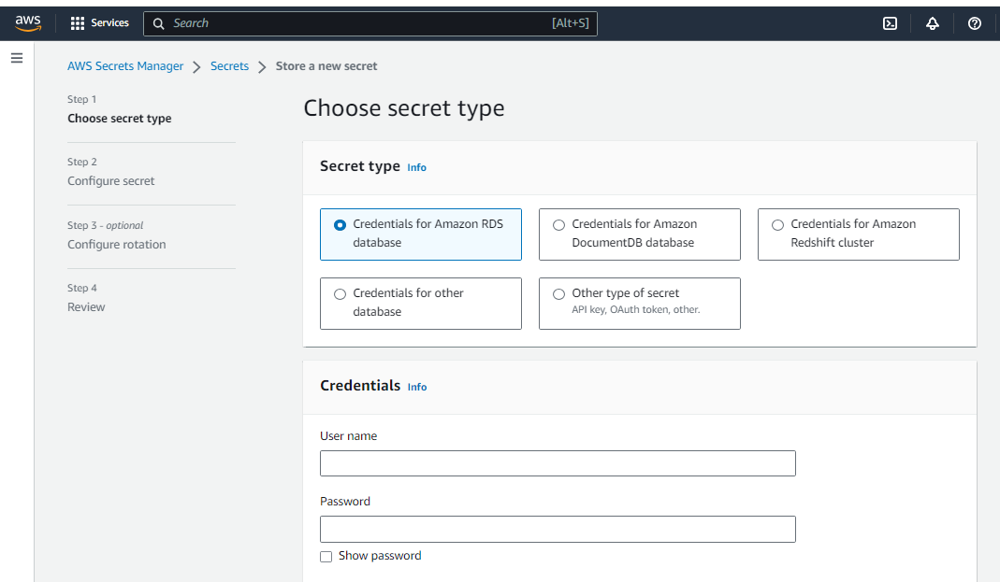 aws Services Search [Alt+S]
AWS Secrets Manager Secrets Store a new secret
Step 1
Choose secret type
Step 2
Configure secret
Step 3 - optional
Configure rotation
Step 4
Review
Choose secret type
Secret type Info
Credentials for Amazon RDS
database
Credentials for Amazon
DocumentDB database
Credentials for Amazon
Redshift cluster
Credentials for other
database
Other type of secret
API key, OAuth token, other.
Credentials Info
User name
Password
Show password